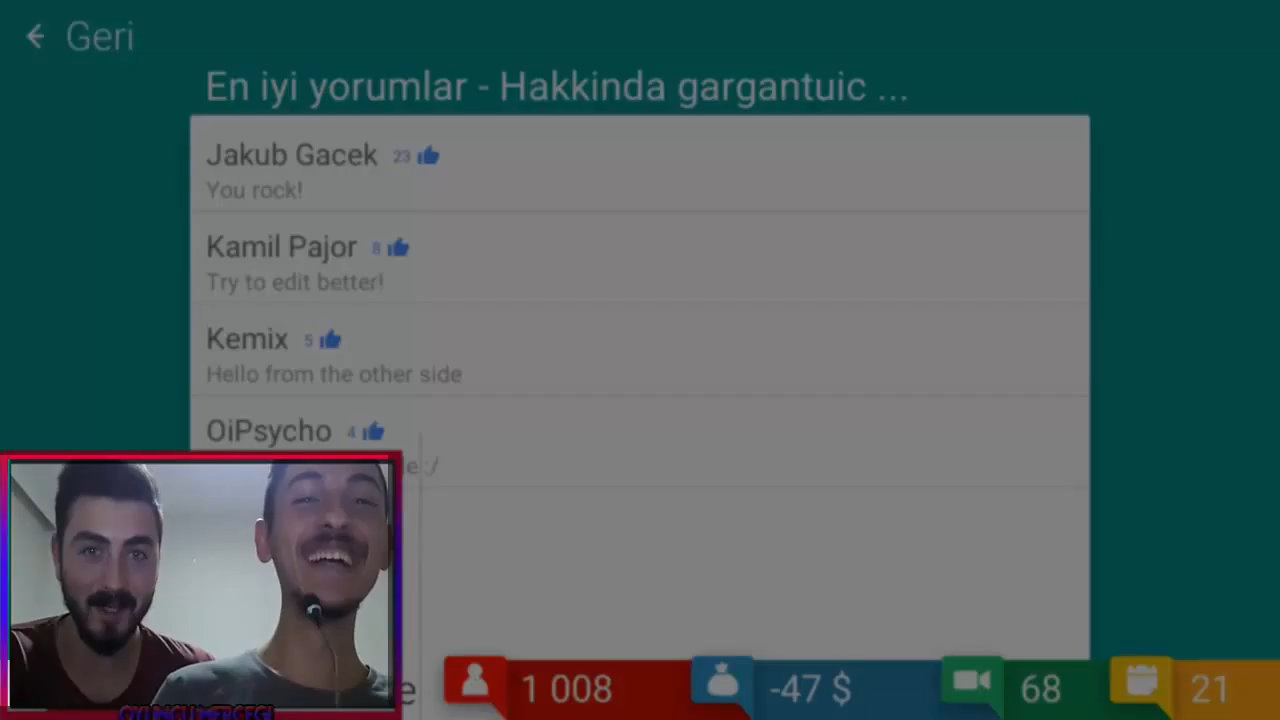 Geri
En iyi yorumlar - Hakkinda gargantuic ...
Jakub Gacek 23
You rock!
Kamil Pajor 8
Try to edit better!
Kemix 5
Hello from the other side
OiPsycho 4
:/
1 008
-47 $
68
21